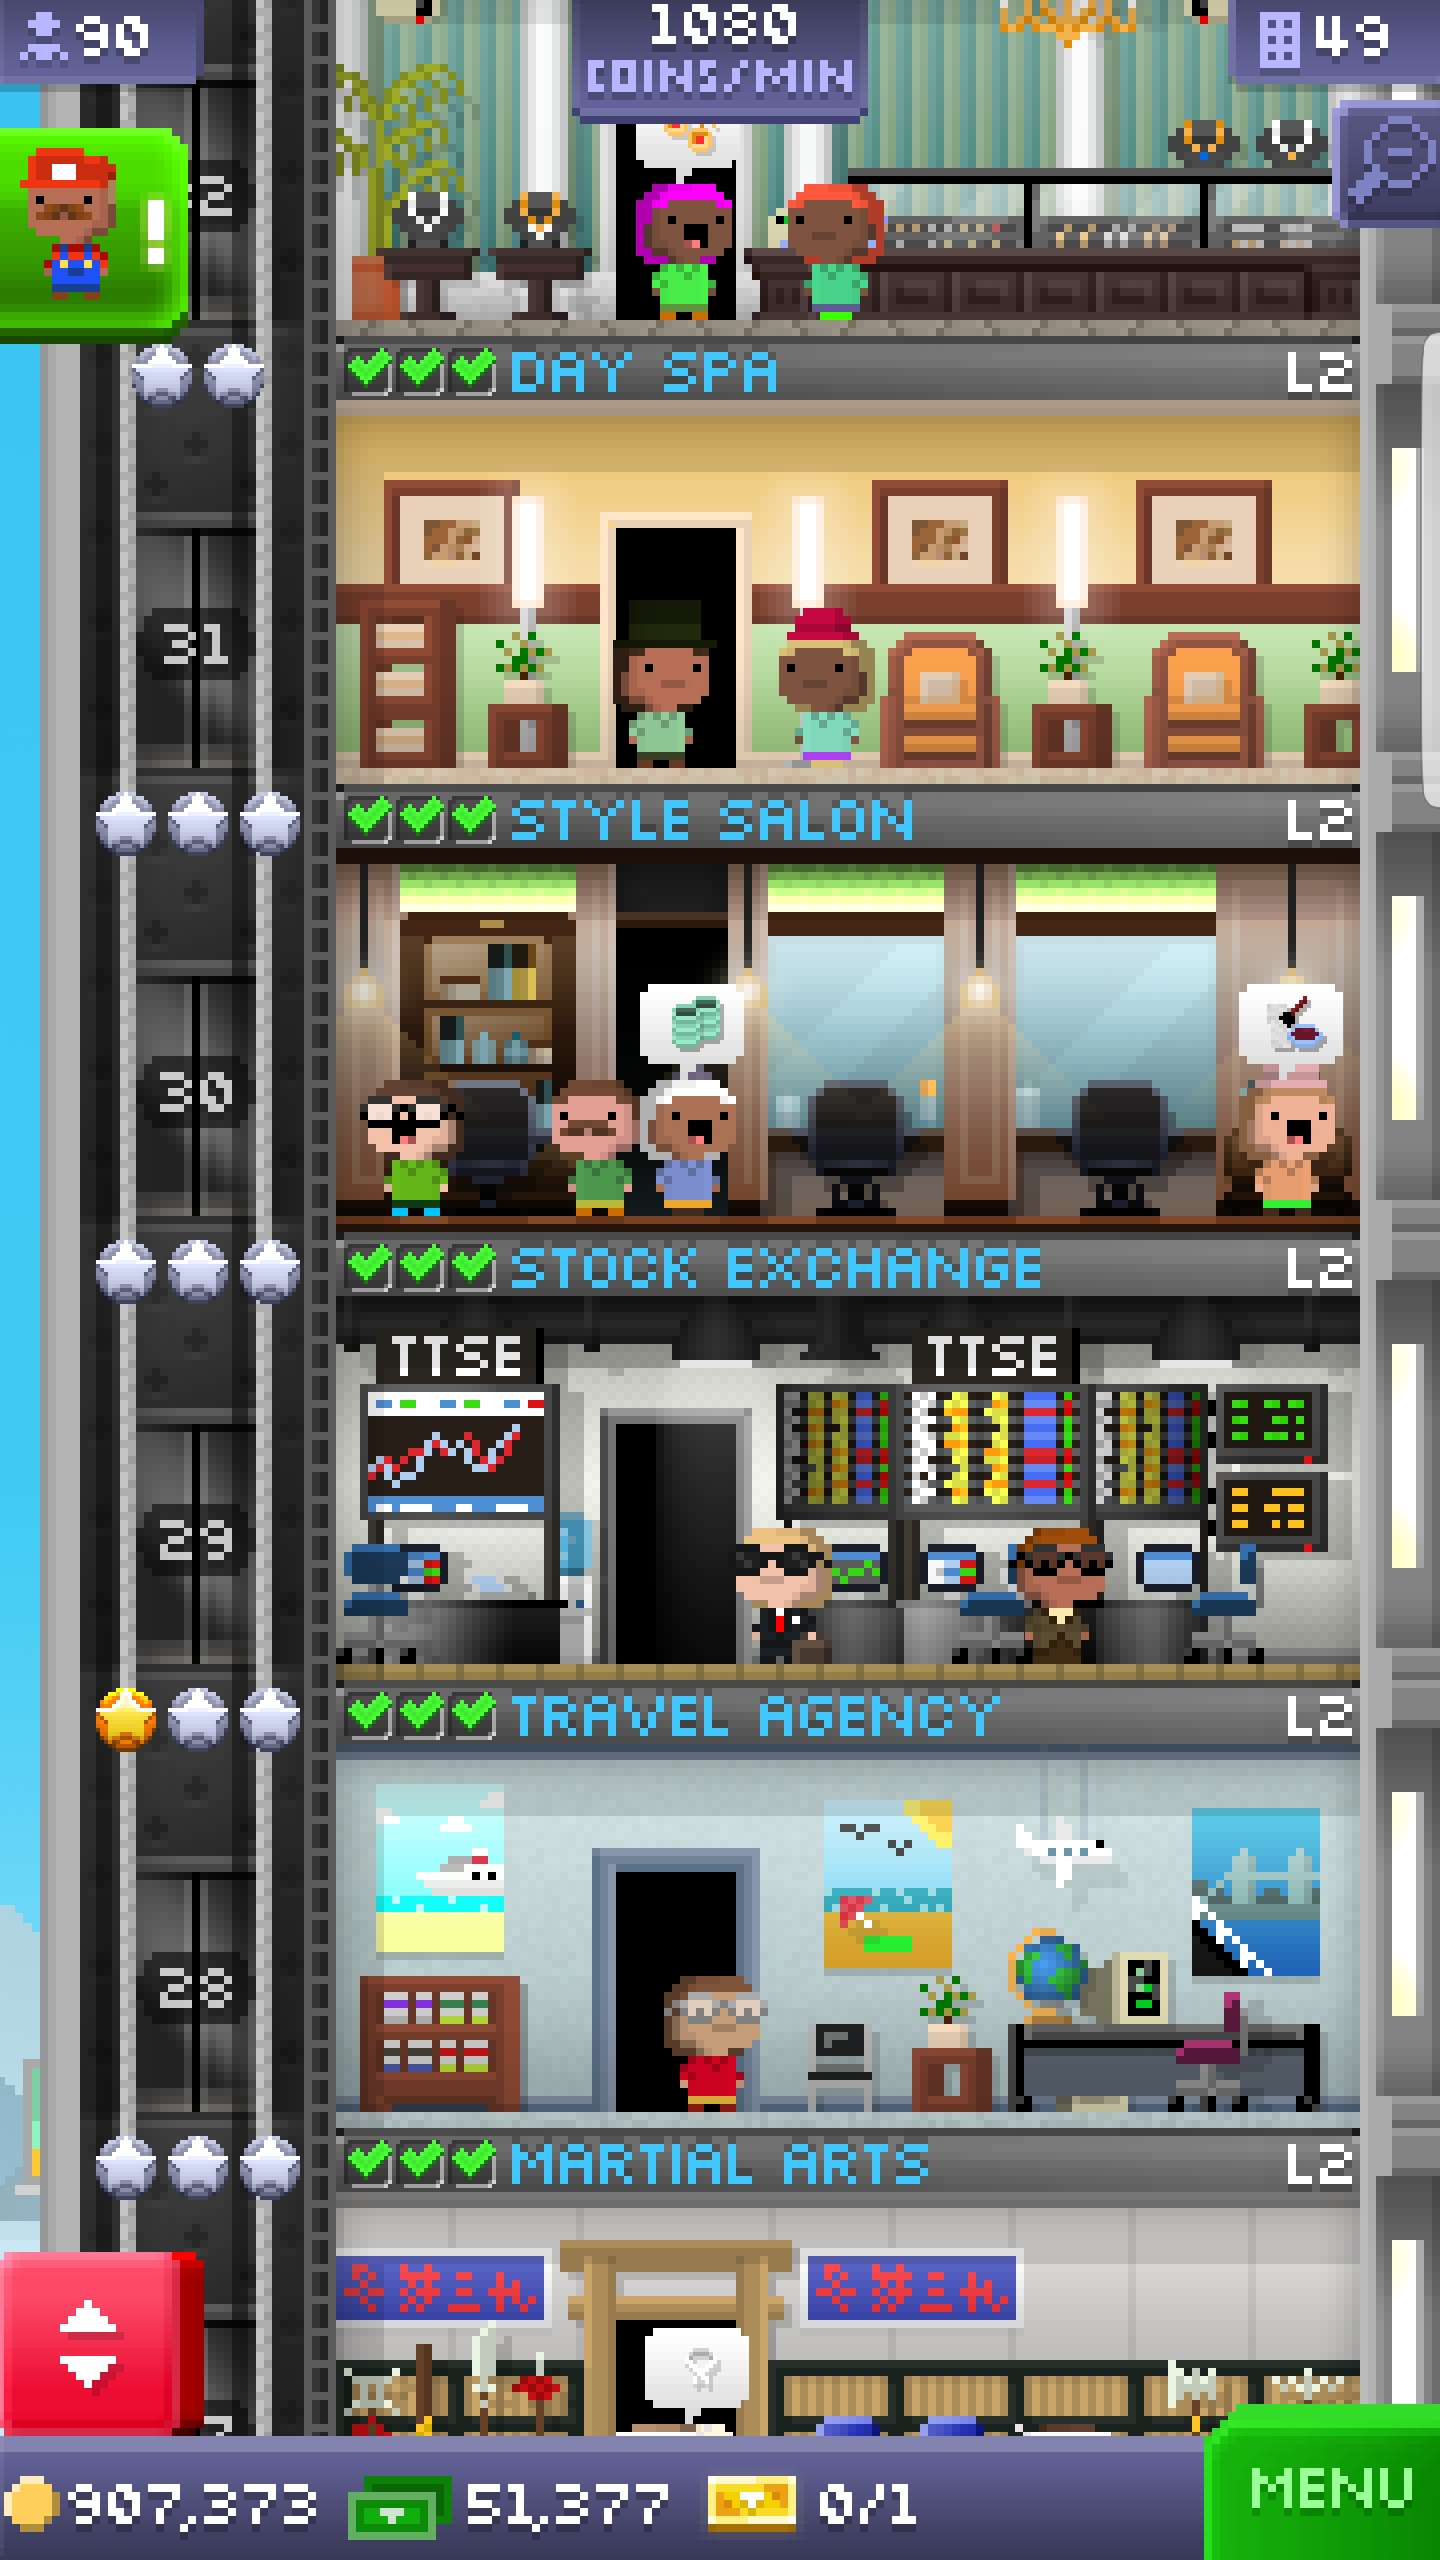 90
1080
COINS/MIN
49
DAY SPA
L2
31
STYLE SALON
L2
30
STOCK EXCHANGE
L2
TTSE
TTSE
29
TRAVEL AGENCY
L2
28
MARTIAL ARTS
L2
907,373
51,377
0/1
MENU